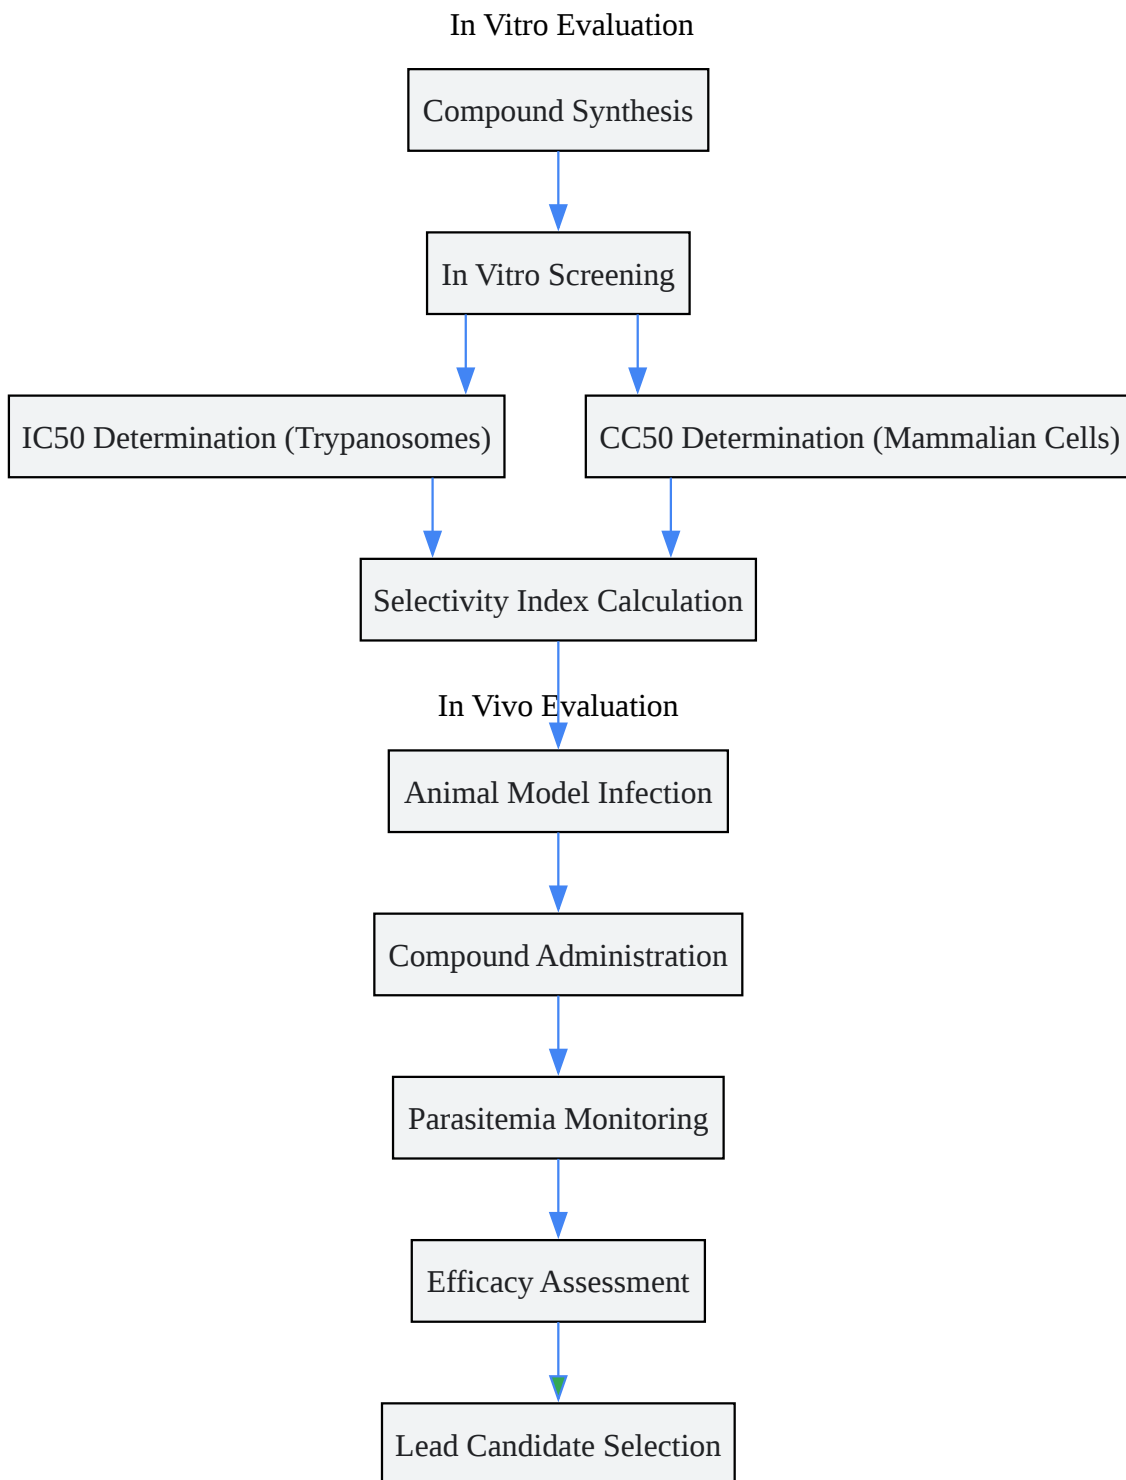 In Vitro Evaluation
Compound Synthesis
In Vitro Screening
IC50 Determination (Trypanosomes)
CC50 Determination (Mammalian Cells)
Selectivity Index Calculation
In Vivo Evaluation
Animal Model Infection
Compound Administration
Parasitemia Monitoring
Efficacy Assessment
Lead Candidate Selection